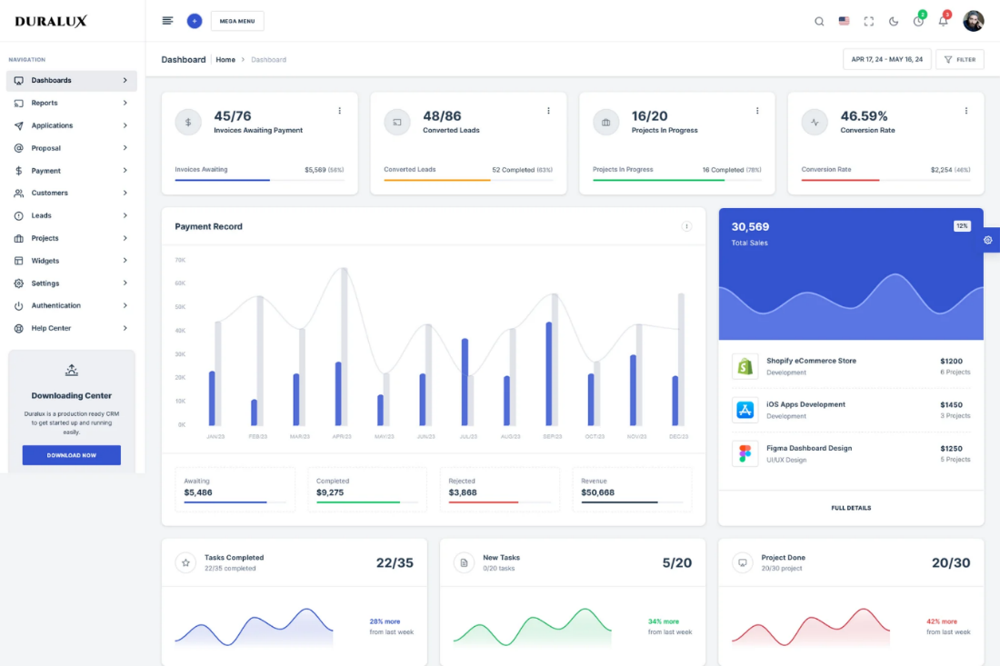 DURALUX
MEGA MENU
2
3
NAVIGATION
Dashboards
Reports
Applications
Proposal
Payment
Customers
Leads
Projects
Widgets
Settings
Authentication
Help Center
Downloading Center
Duralux is a production ready CRM
to get started up and running
easily.
DOWNLOAD NOW
Dashboard
Home > Dashboard
APR 17, 24 - MAY 16, 24
FILTER
45/76
Invoices Awaiting Payment
Invoices Awaiting $5,569 (56%)
48/86
Converted Leads
Converted Leads 52 Completed (63%)
16/20
Projects In Progress
Projects In Progress 16 Completed (78%)
46.59%
Conversion Rate
Conversion Rate $2,254 (46%)
Payment Record
70K
60K
50K
40K
30K
20K
10K
0K
JAN/23 FEB/23 MAR/23 APR/23 MAY/23 JUN/23 JUL/23 AUG/23 SEP/23 OCT/23 NOV/23 DEC/23
Awaiting
$5,486
Completed
$9,275
Rejected
$3,868
Revenue
$50,668
30,569
12%
Total Sales
Shopify eCommerce Store $1200
Development 6 Projects
iOS Apps Development $1450
Development 3 Projects
Figma Dashboard Design $1250
UI/UX Design 5 Projects
FULL DETAILS
Tasks Completed
22/35 completed
22/35
28% more
from last week
New Tasks
0/20 tasks
5/20
34% more
from last week
Project Done
20/30 project
20/30
42% more
from last week